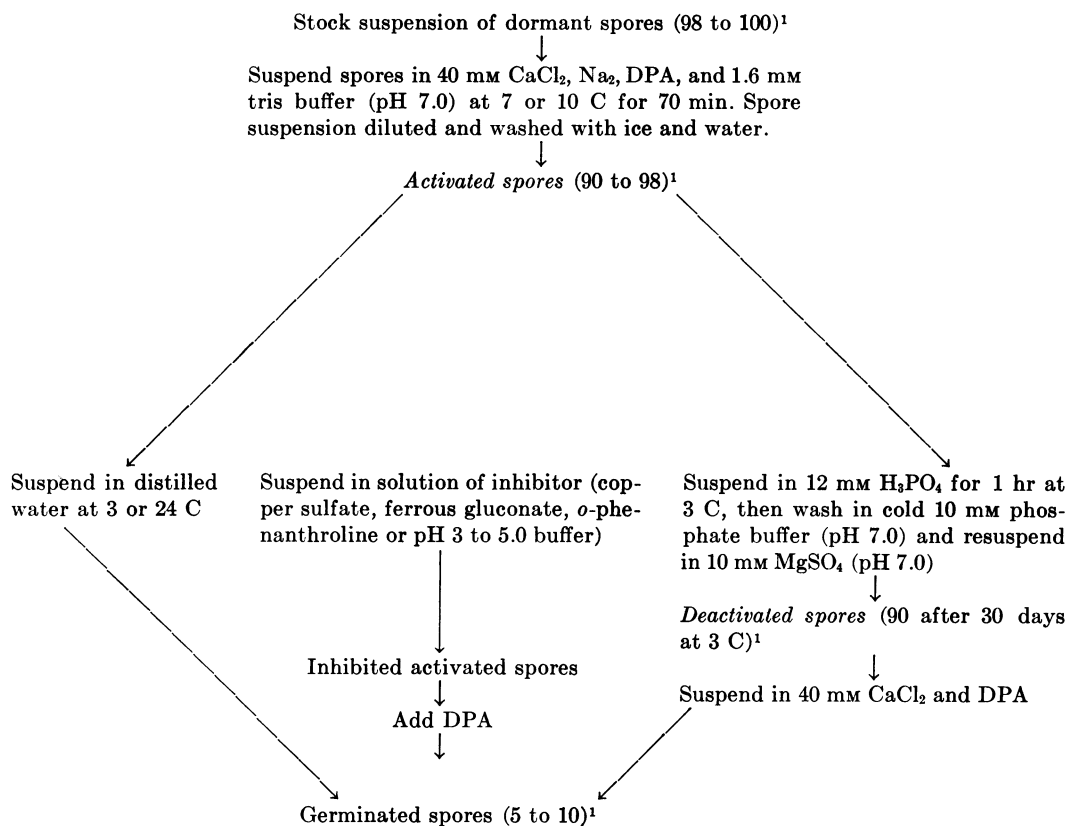 Stock suspension of dormant spores (98 to 100)¹
Suspend spores in 40 mM CaCl₂, Na₂, DPA, and 1.6 mM
tris buffer (pH 7.0) at 7 or 10 C for 70 min. Spore
suspension diluted and washed with ice and water.
Activated spores (90 to 98)¹
Suspend in distilled
water at 3 or 24 C
Suspend in solution of inhibitor (cop-
per sulfate, ferrous gluconate, o-phe-
nanthroline or pH 3 to 5.0 buffer)
Inhibited activated spores
Add DPA
Suspend in 12 mM H₃PO₄ for 1 hr at
3 C, then wash in cold 10 mM phos-
phate buffer (pH 7.0) and resuspend
in 10 mM MgSO₄ (pH 7.0)
Deactivated spores (90 after 30 days
at 3 C)¹
Suspend in 40 mM CaCl₂ and DPA
Germinated spores (5 to 10)¹